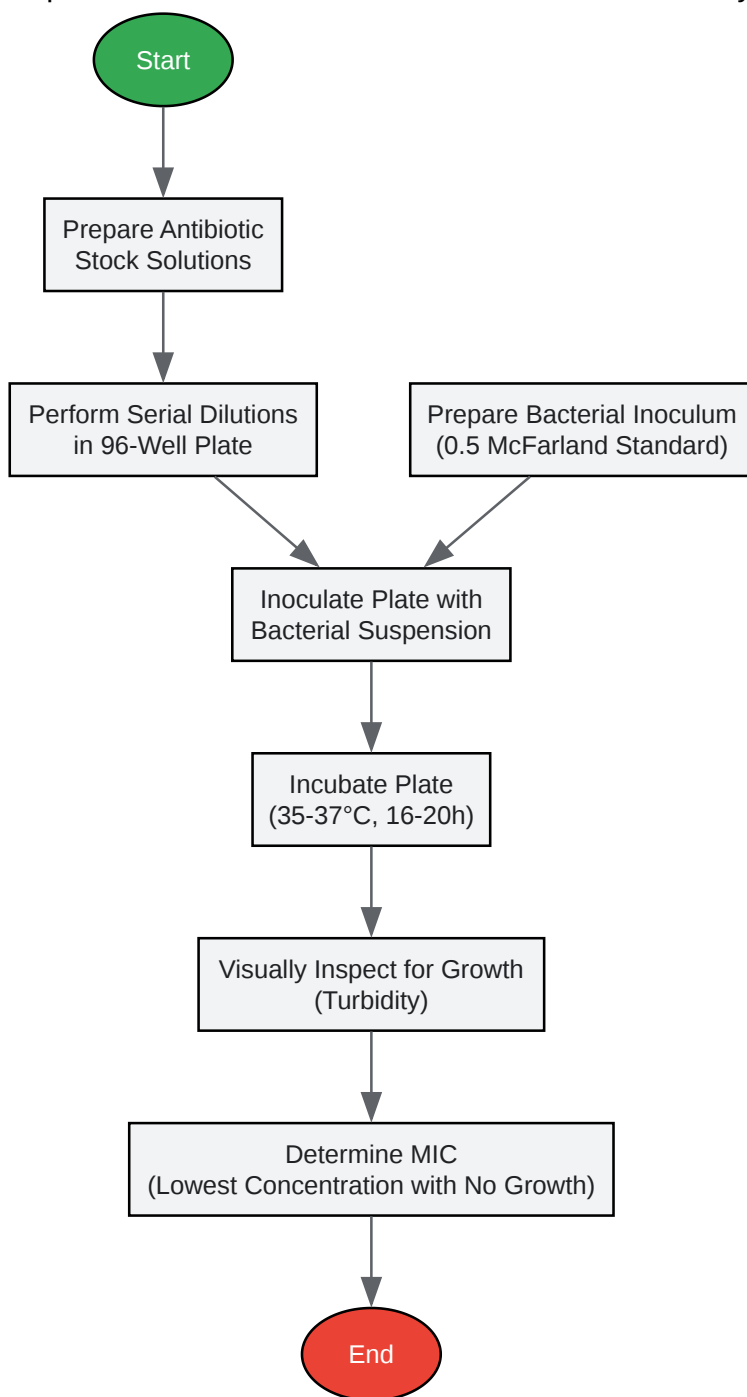 Start
Prepare Antibiotic
Stock Solutions
Perform Serial Dilutions
in 96-Well Plate
Prepare Bacterial Inoculum
(0.5 McFarland Standard)
Inoculate Plate with
Bacterial Suspension
Incubate Plate
(35-37°C, 16-20h)
Visually Inspect for Growth
(Turbidity)
Determine MIC
(Lowest Concentration with No Growth)
End